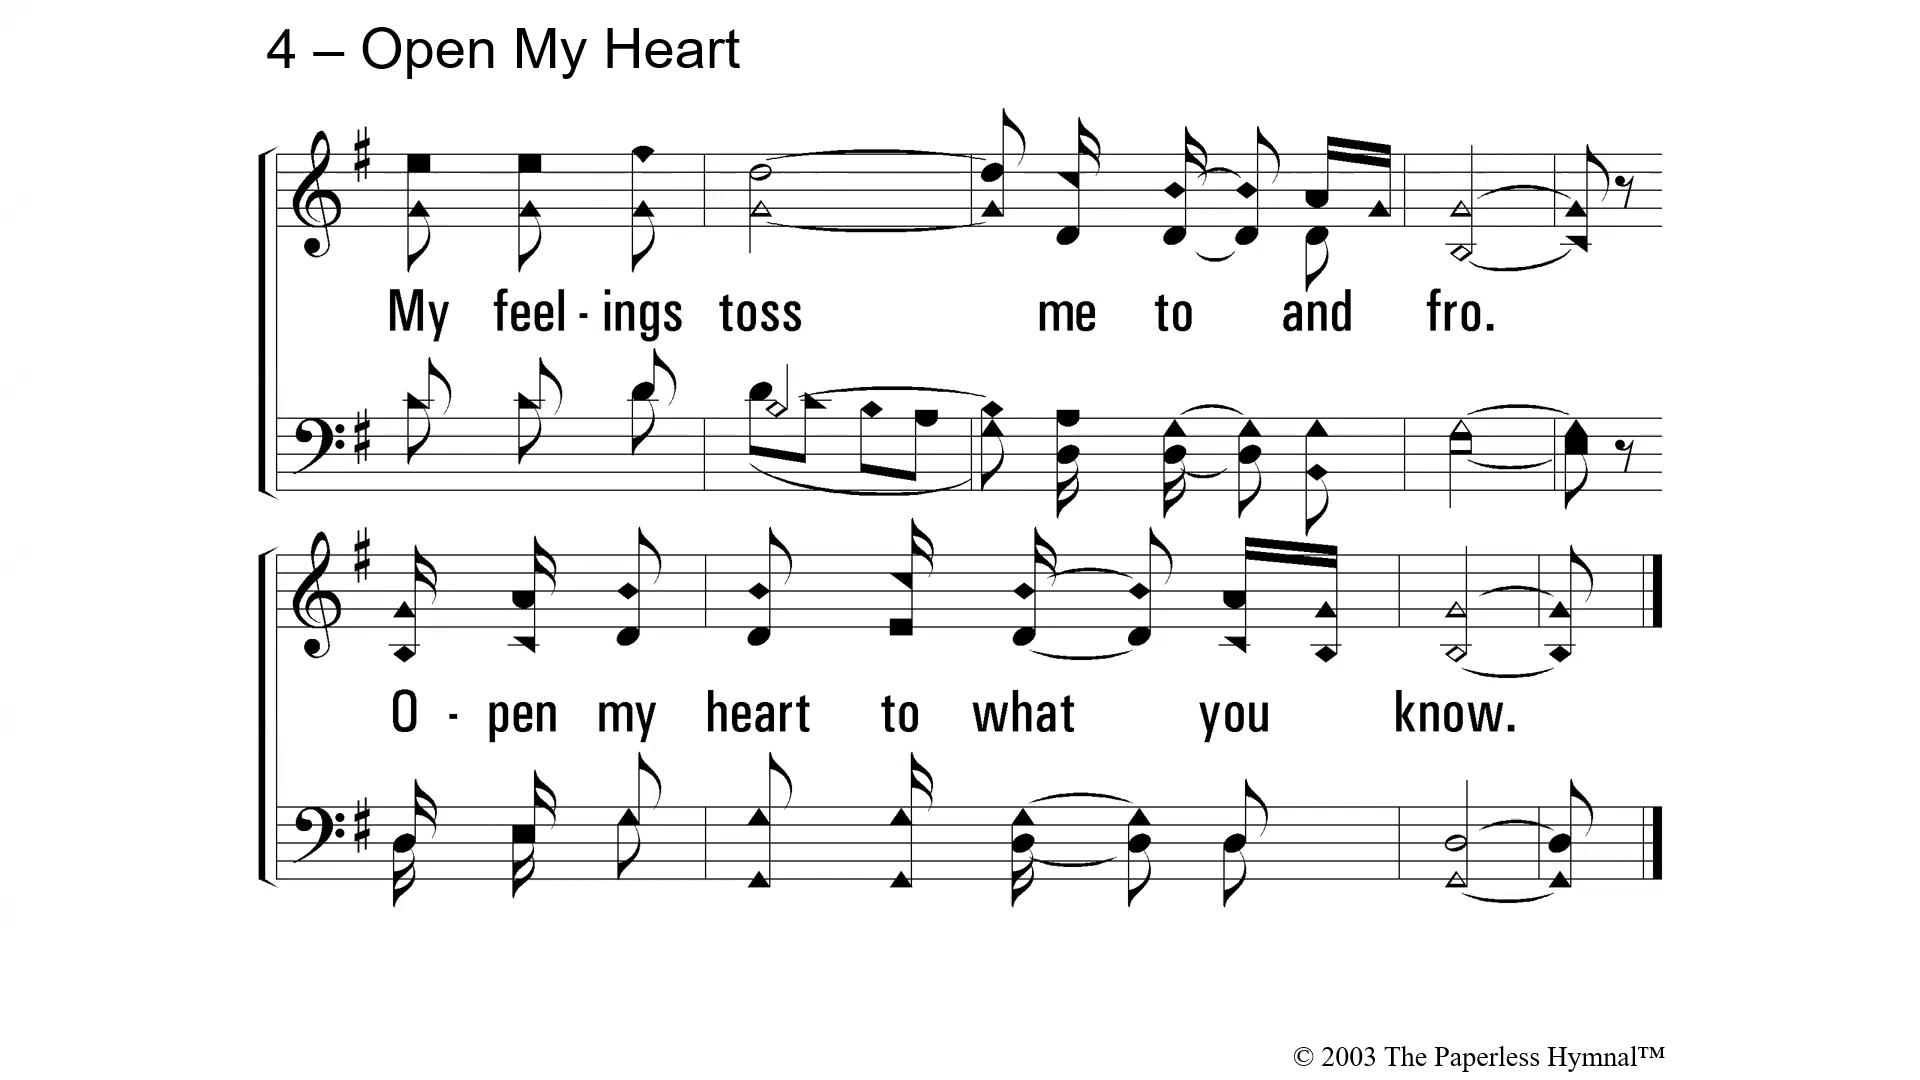 4 – Open My Heart
My feel - ings toss me to and fro.
O - pen my heart to what you know.
© 2003 The Paperless Hymnal™